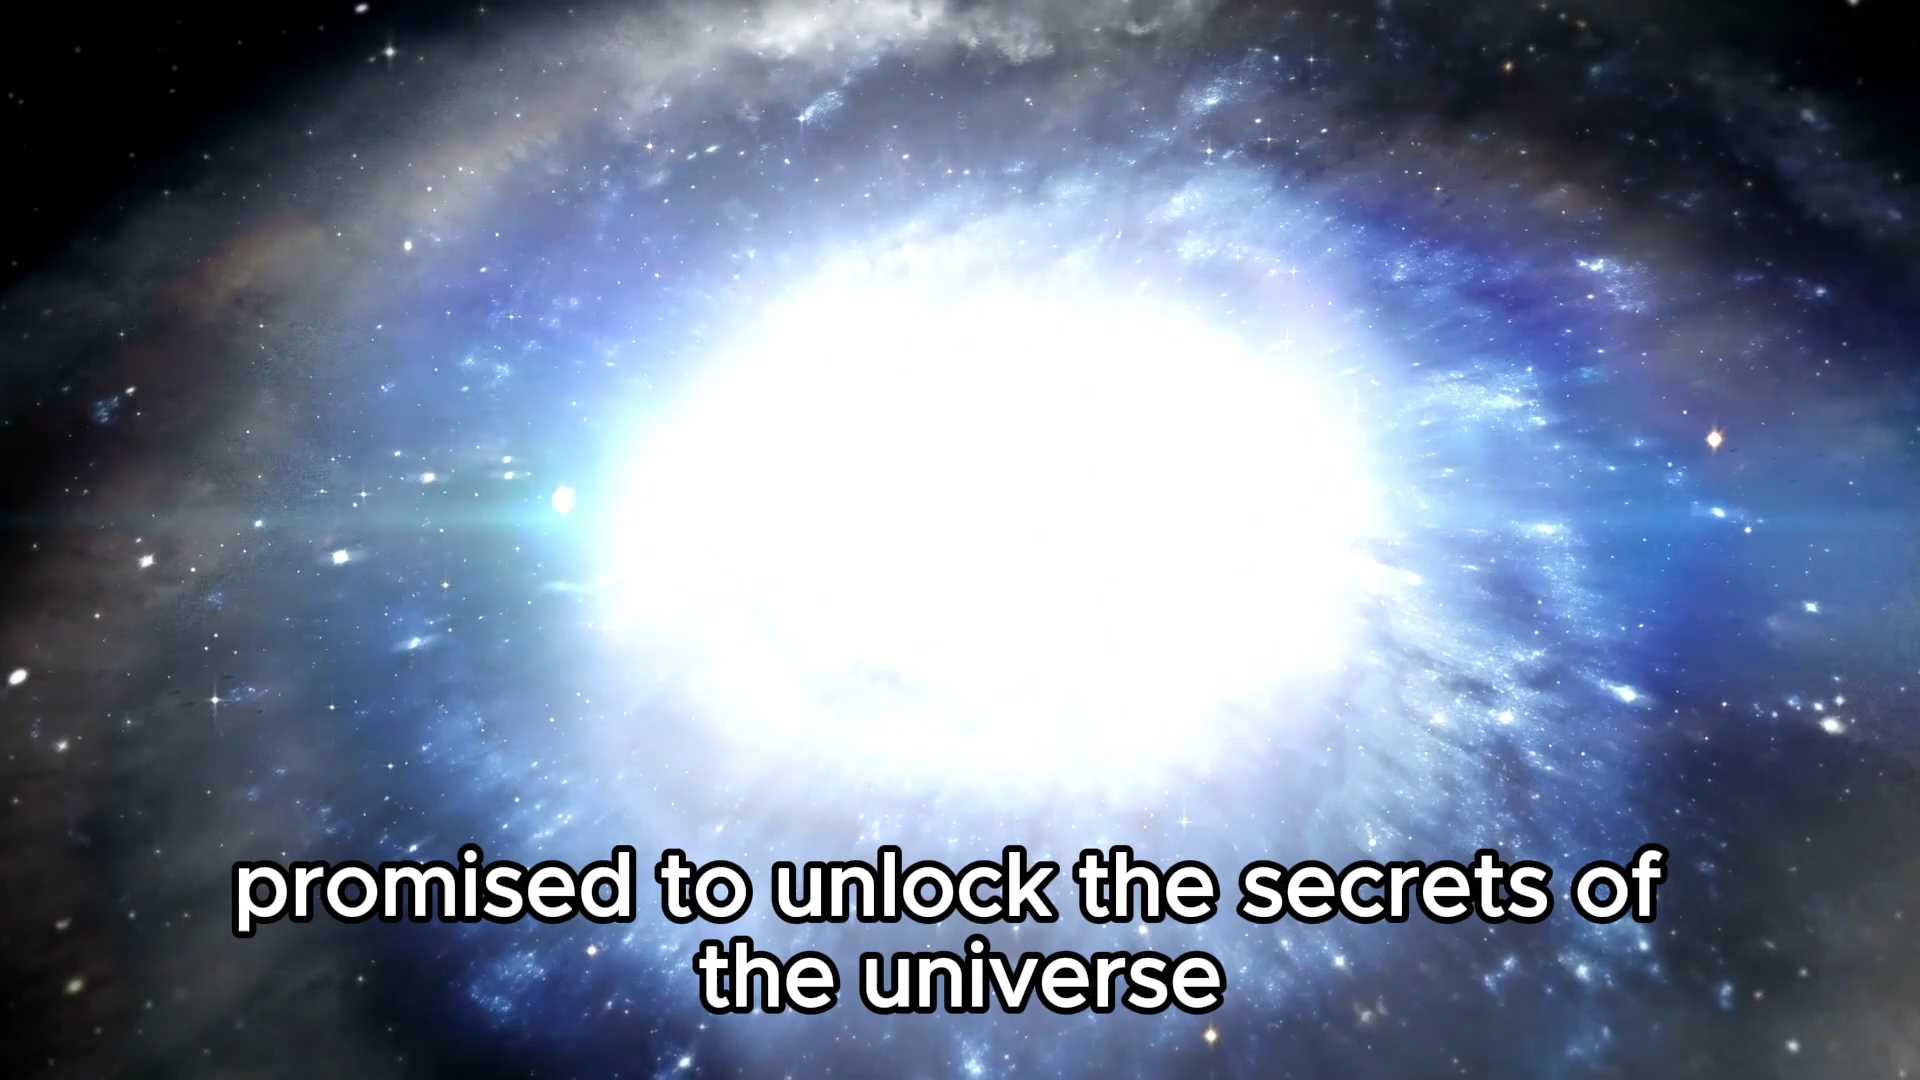 promised to unlock the secrets of
the universe